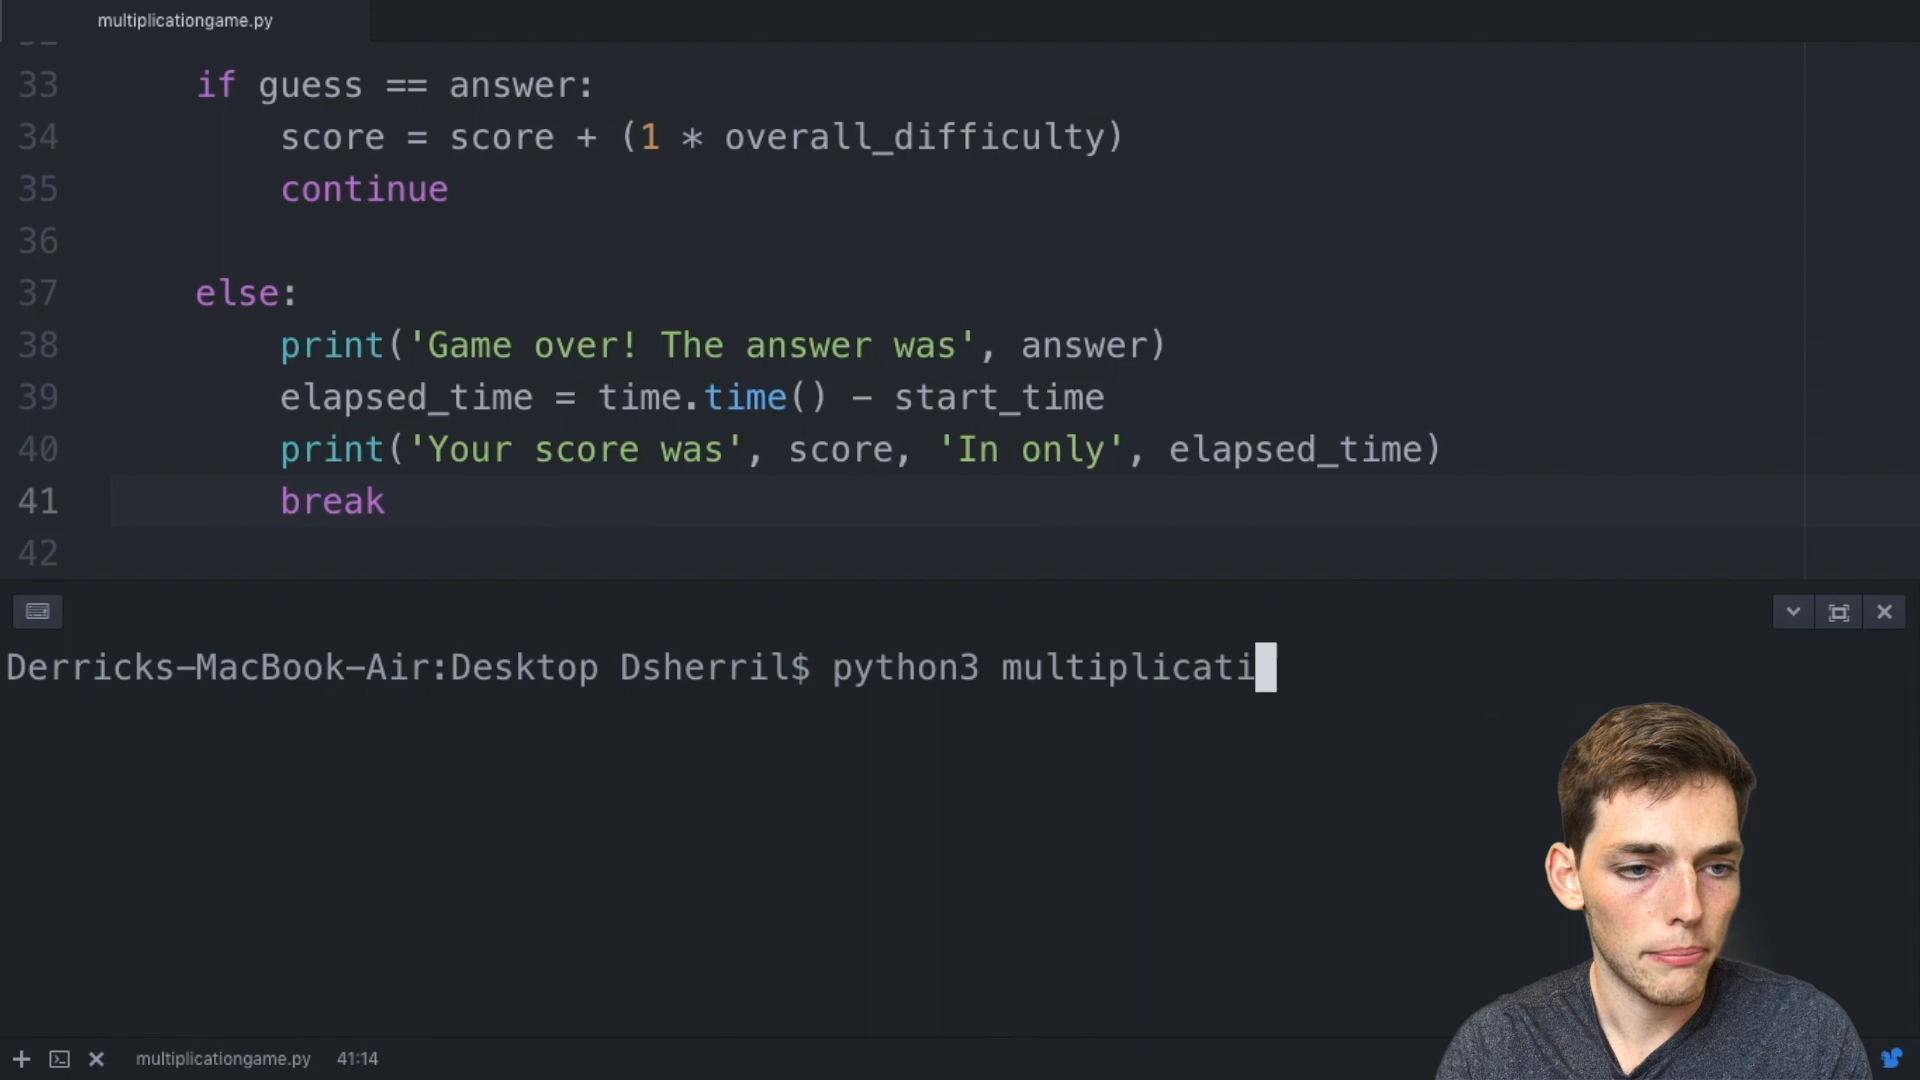 multiplicationgame.py
33 if guess == answer:
34 score = score + (1 * overall_difficulty)
35 continue
36
37 else:
38 print('Game over! The answer was', answer)
39 elapsed_time = time.time() - start_time
40 print('Your score was', score, 'In only', elapsed_time)
41 break
42
Derricks-MacBook-Air:Desktop Dsherril$ python3 multiplicati
multiplicationgame.py 41:14